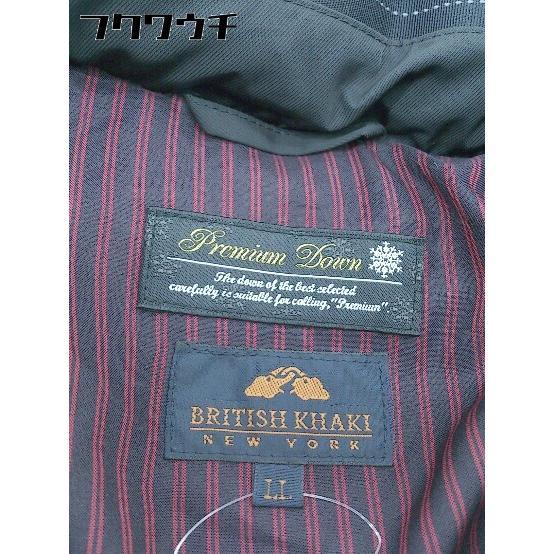 フクワウチ
Premium Down
The down of the best selected
carefully is suitable for calling,"Premium"
BRITISH KHAKI
NEW YORK
LL